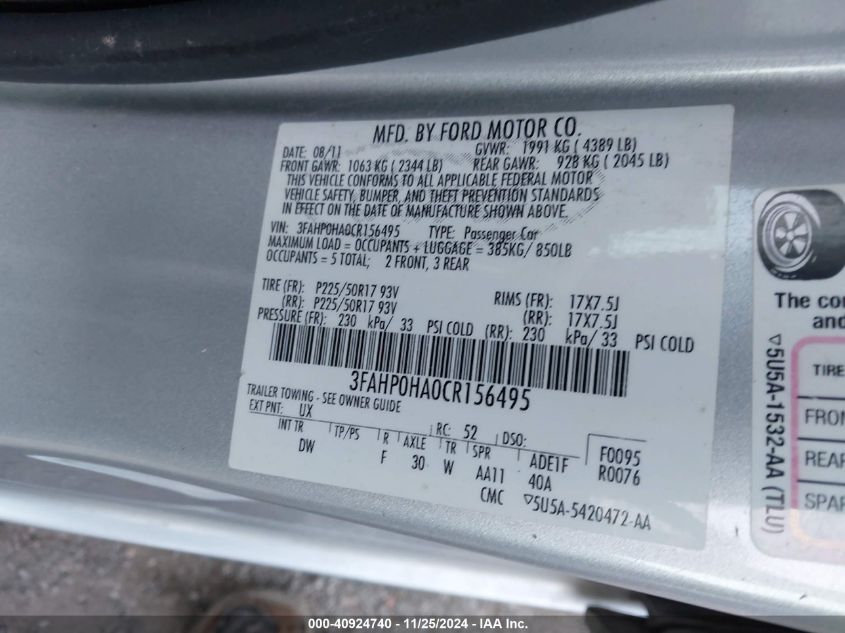 MFD. BY FORD MOTOR CO.
DATE: 08/11 GVWR: 1991 KG ( 4389 LB)
FRONT GAWR: 1063 KG ( 2344 LB) REAR GAWR: 928 KG ( 2045 LB)
THIS VEHICLE CONFORMS TO ALL APPLICABLE FEDERAL MOTOR
VEHICLE SAFETY, BUMPER, AND THEFT PREVENTION STANDARDS
IN EFFECT ON THE DATE OF MANUFACTURE SHOWN ABOVE.
VIN: 3FAHP0HA0CR156495 TYPE: Passenger Car
MAXIMUM LOAD = OCCUPANTS + LUGGAGE = 385KG/ 850LB
OCCUPANTS = 5 TOTAL; 2 FRONT, 3 REAR
TIRE (FR): P225/50R17 93V RIMS (FR): 17X7.5J
(RR): P225/50R17 93V (RR): 17X7.5J
PRESSURE (FR): 230 kPa/ 33 PSI COLD (RR): 230 kPa/ 33 PSI COLD
3FAHP0HA0CR156495
TRAILER TOWING - SEE OWNER GUIDE
EXT PNT: UX RC: 52 DSO:
INT TR TP/PS R AXLE TR SPR ADE1F F0095
DW F 30 W AA11 40A R0076
CMC ▽5U5A-5420472-AA
The co
and
▽5U5A-1532-AA (TLU)
TIRE
FRON
REAR
SPAR
000-40924740 - 11/25/2024 - IAA Inc.